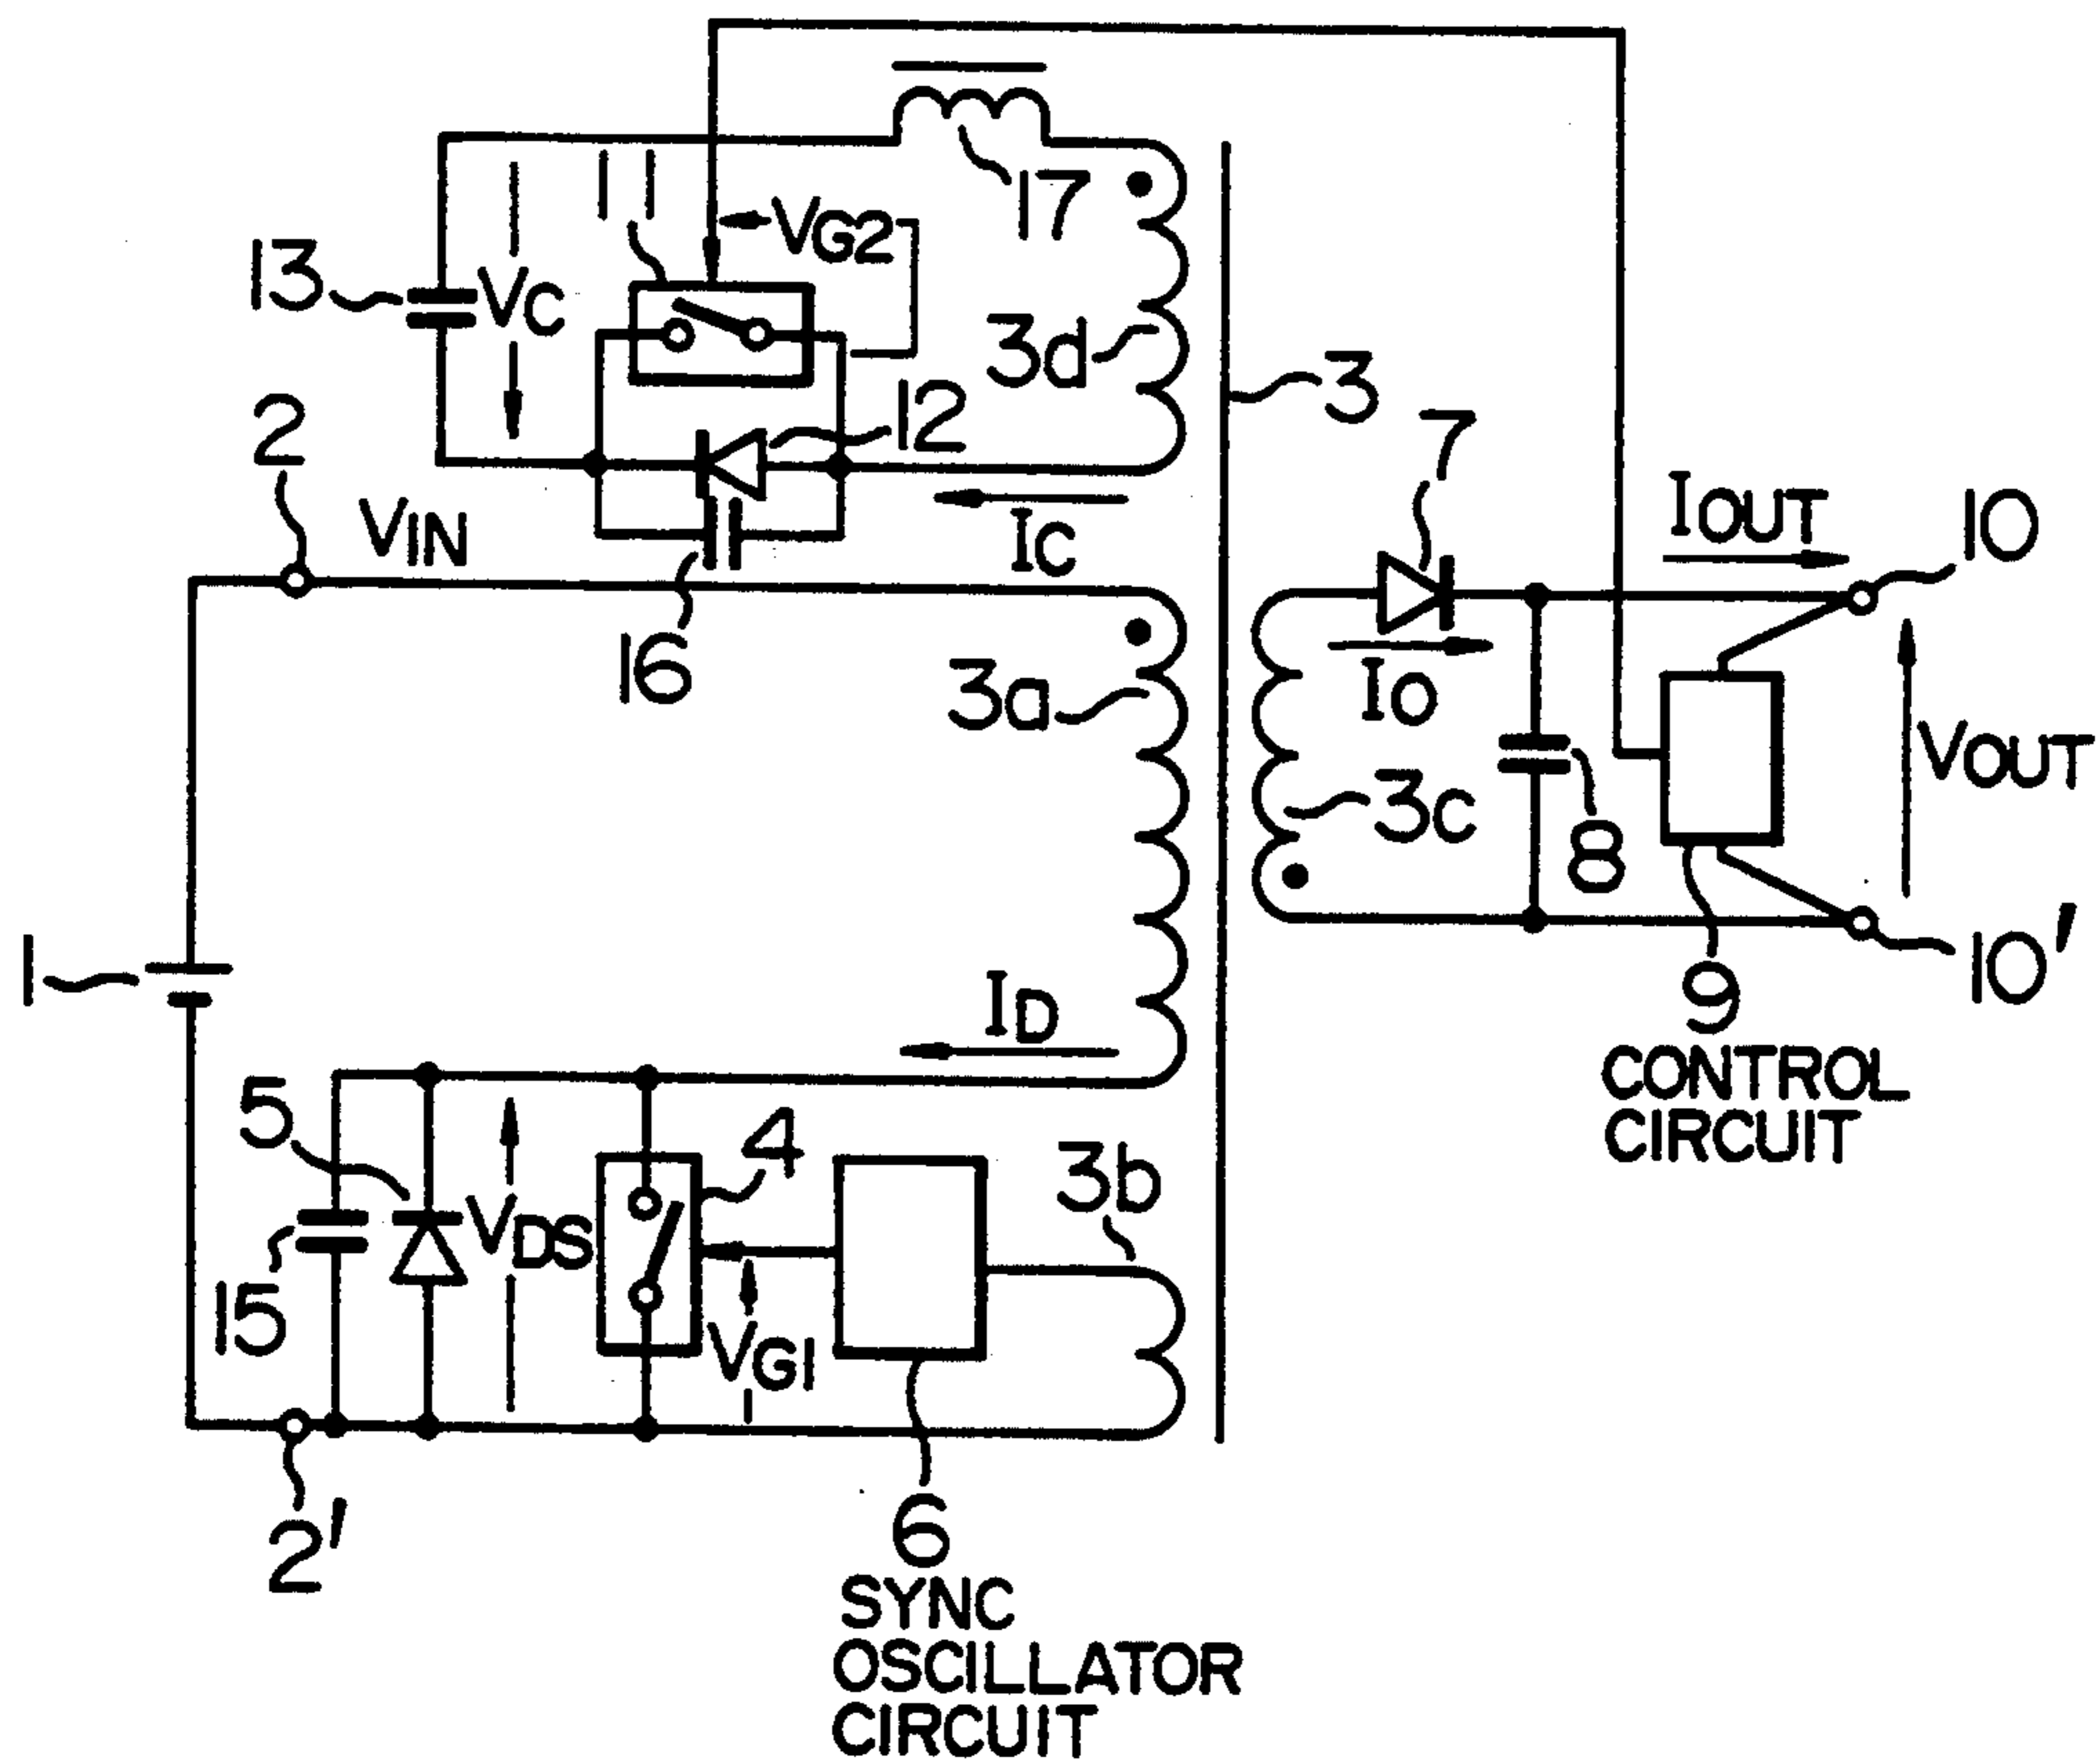 17
11
VG2
13
VC
3d
3
12
2
7
VIN
IC
IOUT
10
16
3a
IO
VOUT
3c
8
1
ID
9
10'
CONTROL
CIRCUIT
5
4
3b
VDS
15
VG1
2'
6
SYNC
OSCILLATOR
CIRCUIT